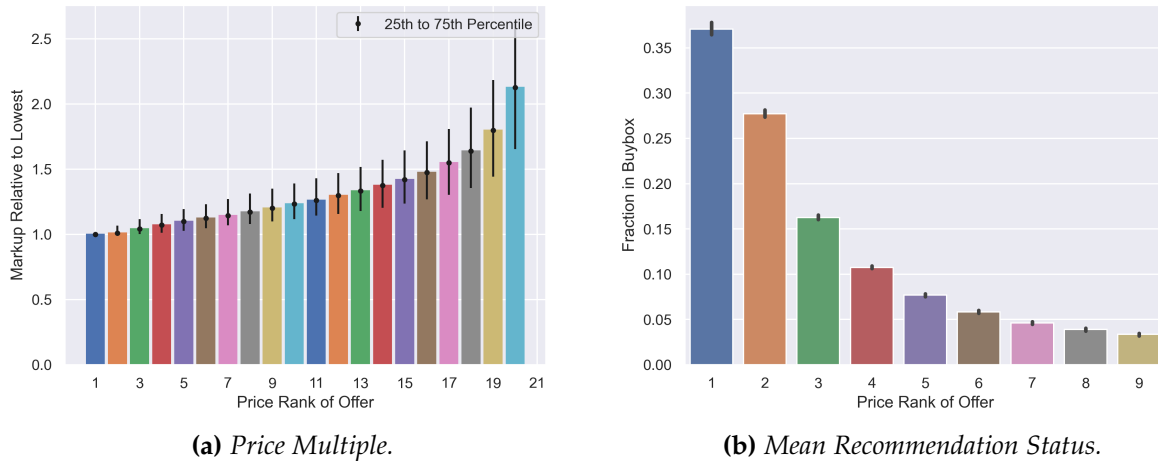 25th to 75th Percentile
Markup Relative to Lowest
2.5
2.0
1.5
1.0
0.5
0.0
1 3 5 7 9 11 13 15 17 19 21
Price Rank of Offer
(a) Price Multiple.
Fraction in Buybox
0.35
0.30
0.25
0.20
0.15
0.10
0.05
0.00
1 2 3 4 5 6 7 8 9
Price Rank of Offer
(b) Mean Recommendation Status.